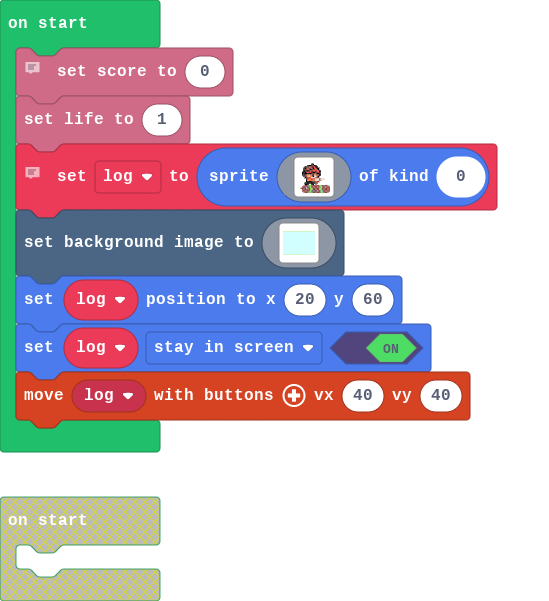 on start
set score to 0
set life to 1
set log to sprite of kind 0
set background image to
set log position to x 20 y 60
set log stay in screen ON
move log with buttons vx 40 vy 40
on start